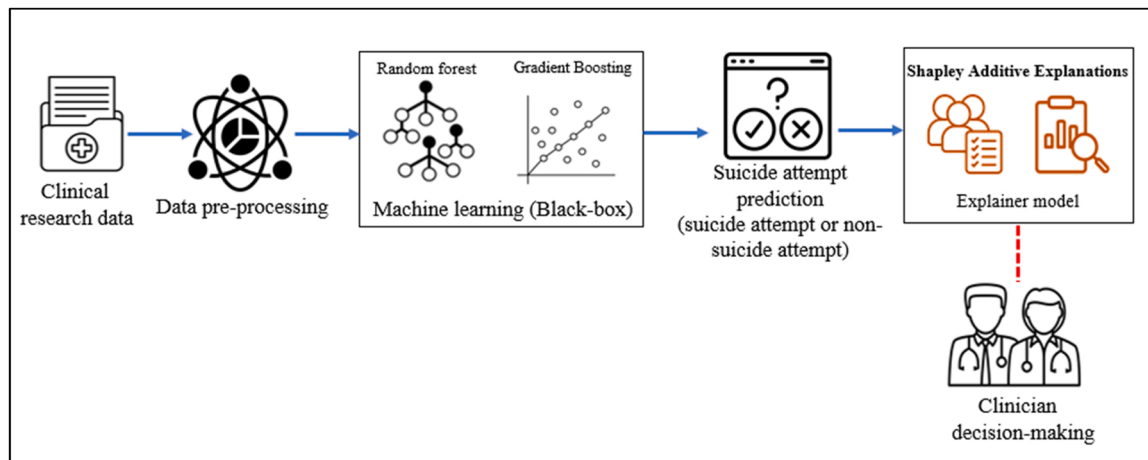 Clinical
research data
Data pre-processing
Random forest
Gradient Boosting
Machine learning (Black-box)
Suicide attempt
prediction
(suicide attempt or non-
suicide attempt)
Shapley Additive Explanations
Explainer model
Clinician
decision-making